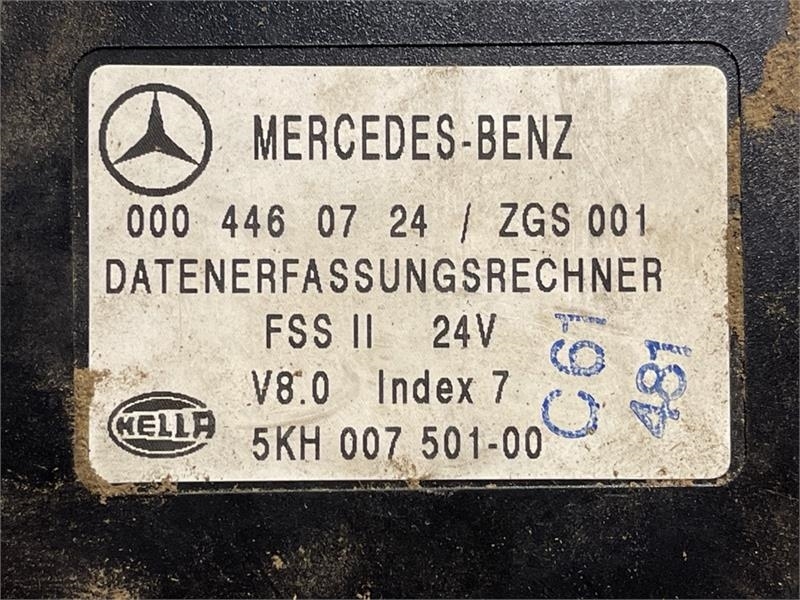 MERCEDES-BENZ
000 446 07 24 / ZGS 001
DATENERFASSUNGSRECHNER
FSS II 24V
V8.0 Index 7
HELLA
5KH 007 501-00
C61
481